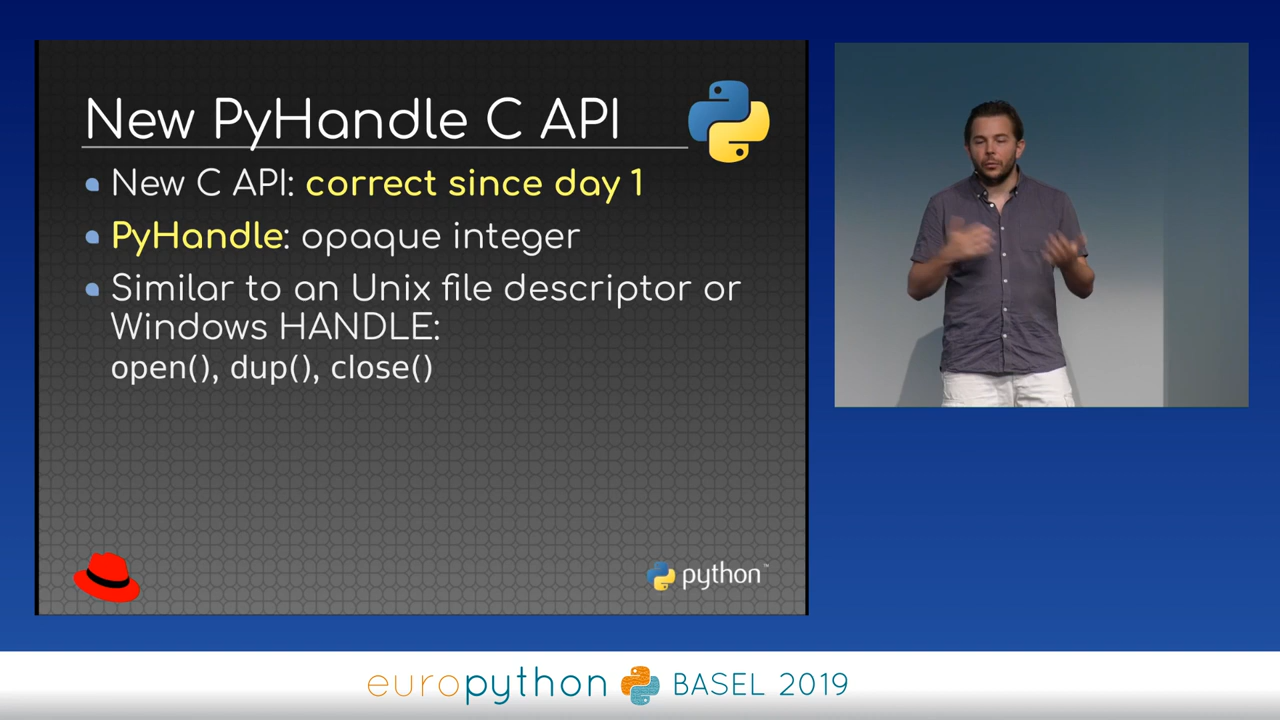 New PyHandle C API
New C API: correct since day 1
PyHandle: opaque integer
Similar to an Unix file descriptor or
Windows HANDLE:
open(), dup(), close()
python™
europython BASEL 2019